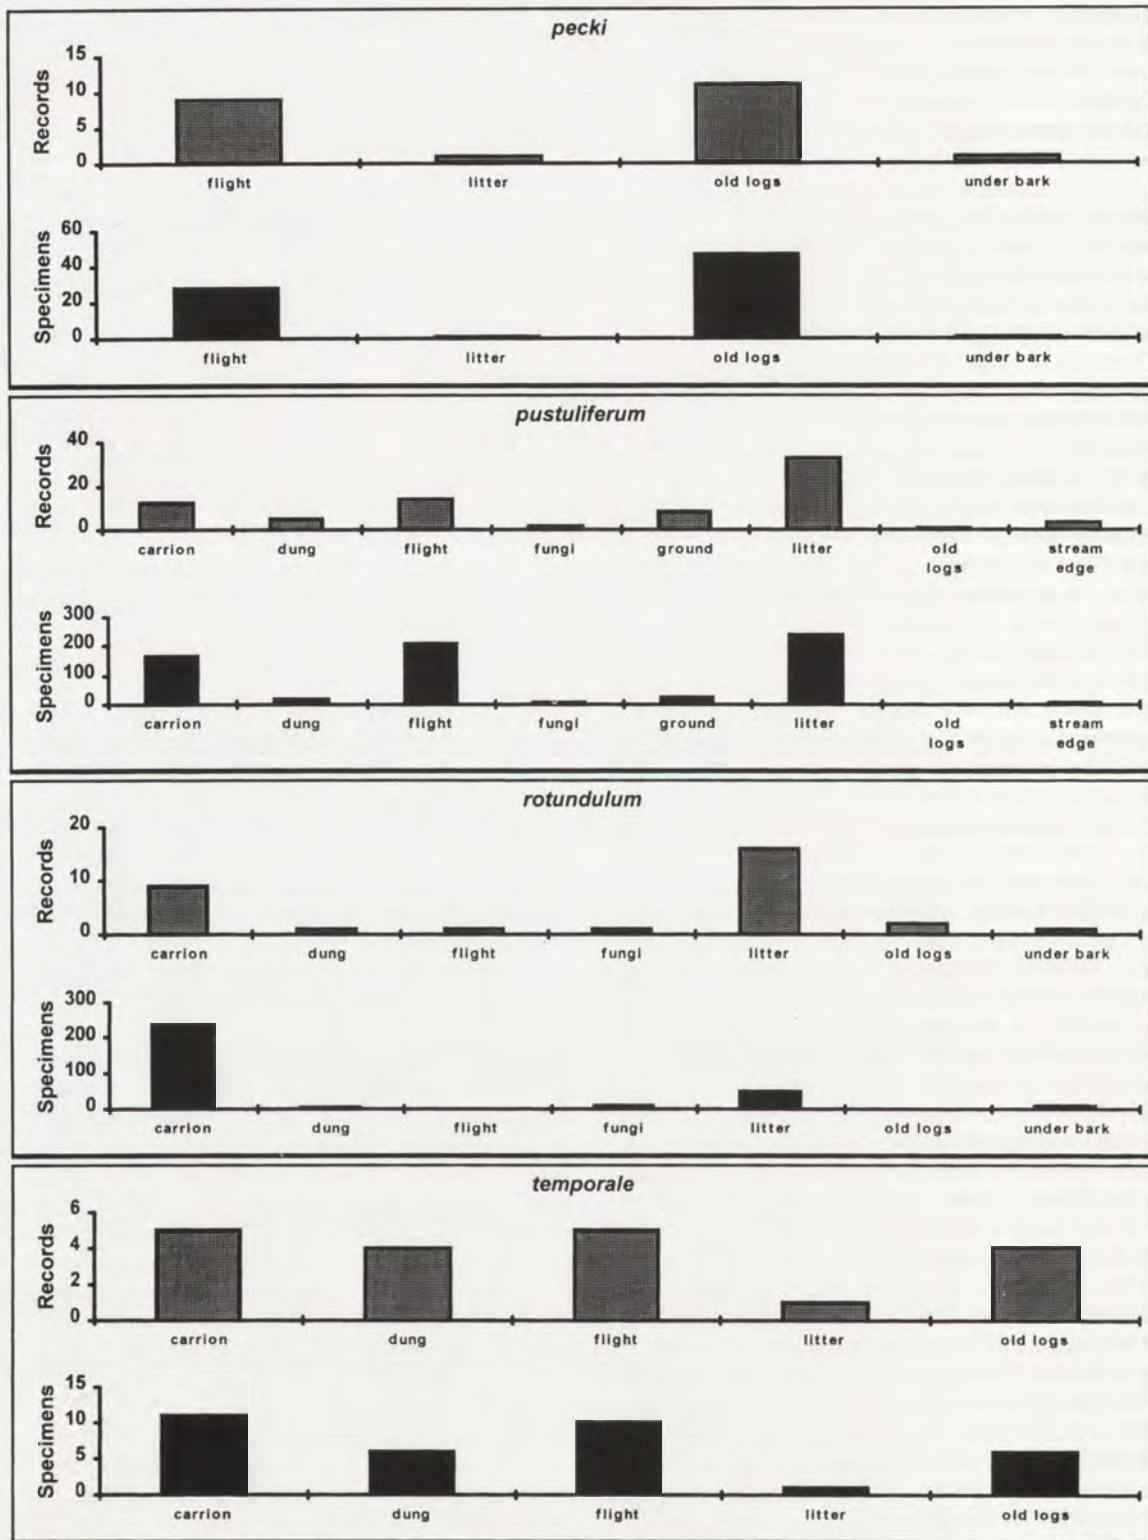 pecki
Records
15
10
5
0
flight litter old logs under bark
Specimens
60
40
20
0
flight litter old logs under bark
pustuliferum
Records
40
20
0
carrion dung flight fungi ground litter old logs stream edge
Specimens
300
200
100
0
carrion dung flight fungi ground litter old logs stream edge
rotundulum
Records
20
10
0
carrion dung flight fungi litter old logs under bark
Specimens
300
200
100
0
carrion dung flight fungi litter old logs under bark
temporale
Records
6
4
2
0
carrion dung flight litter old logs
Specimens
15
10
5
0
carrion dung flight litter old logs